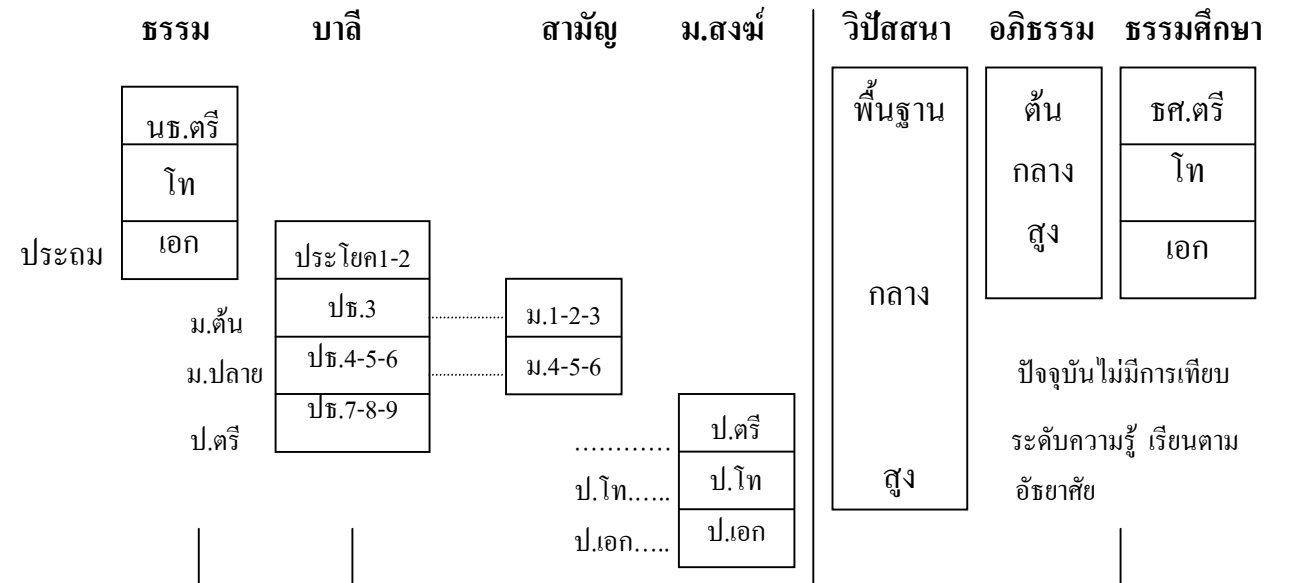 ธรรม บาลี สามัญ ม.สงฆ์ วิปัสสนา อภิธรรม ธรรมศึกษา
นธ.ตรี พื้นฐาน ต้น ธศ.ตรี
โท กลาง โท
ประถม เอก ประโยค1-2 สูง เอก
ม.ต้น ปธ.3 ม.1-2-3 กลาง
ม.ปลาย ปธ.4-5-6 ม.4-5-6 ปัจจุบันไม่มีการเทียบ
ป.ตรี ปธ.7-8-9 ............ ป.ตรี ระดับความรู้ เรียนตาม
ป.โท...... ป.โท สูง อัธยาศัย
ป.เอก..... ป.เอก